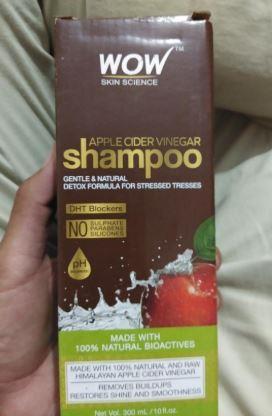 WOW™
SKIN SCIENCE
APPLE CIDER VINEGAR
shampoo
GENTLE & NATURAL
DETOX FORMULA FOR STRESSED TRESSES
DHT Blockers
NO SULPHATE
PARABENS
SILICONES
pH
MADE WITH
100% NATURAL BIOACTIVES
MADE WITH 100% NATURAL AND RAW
HIMALAYAN APPLE CIDER VINEGAR
REMOVES BUILDUPS
RESTORES SHINE AND SMOOTHNESS
Net Vol. 300 mL / 10 fl oz.